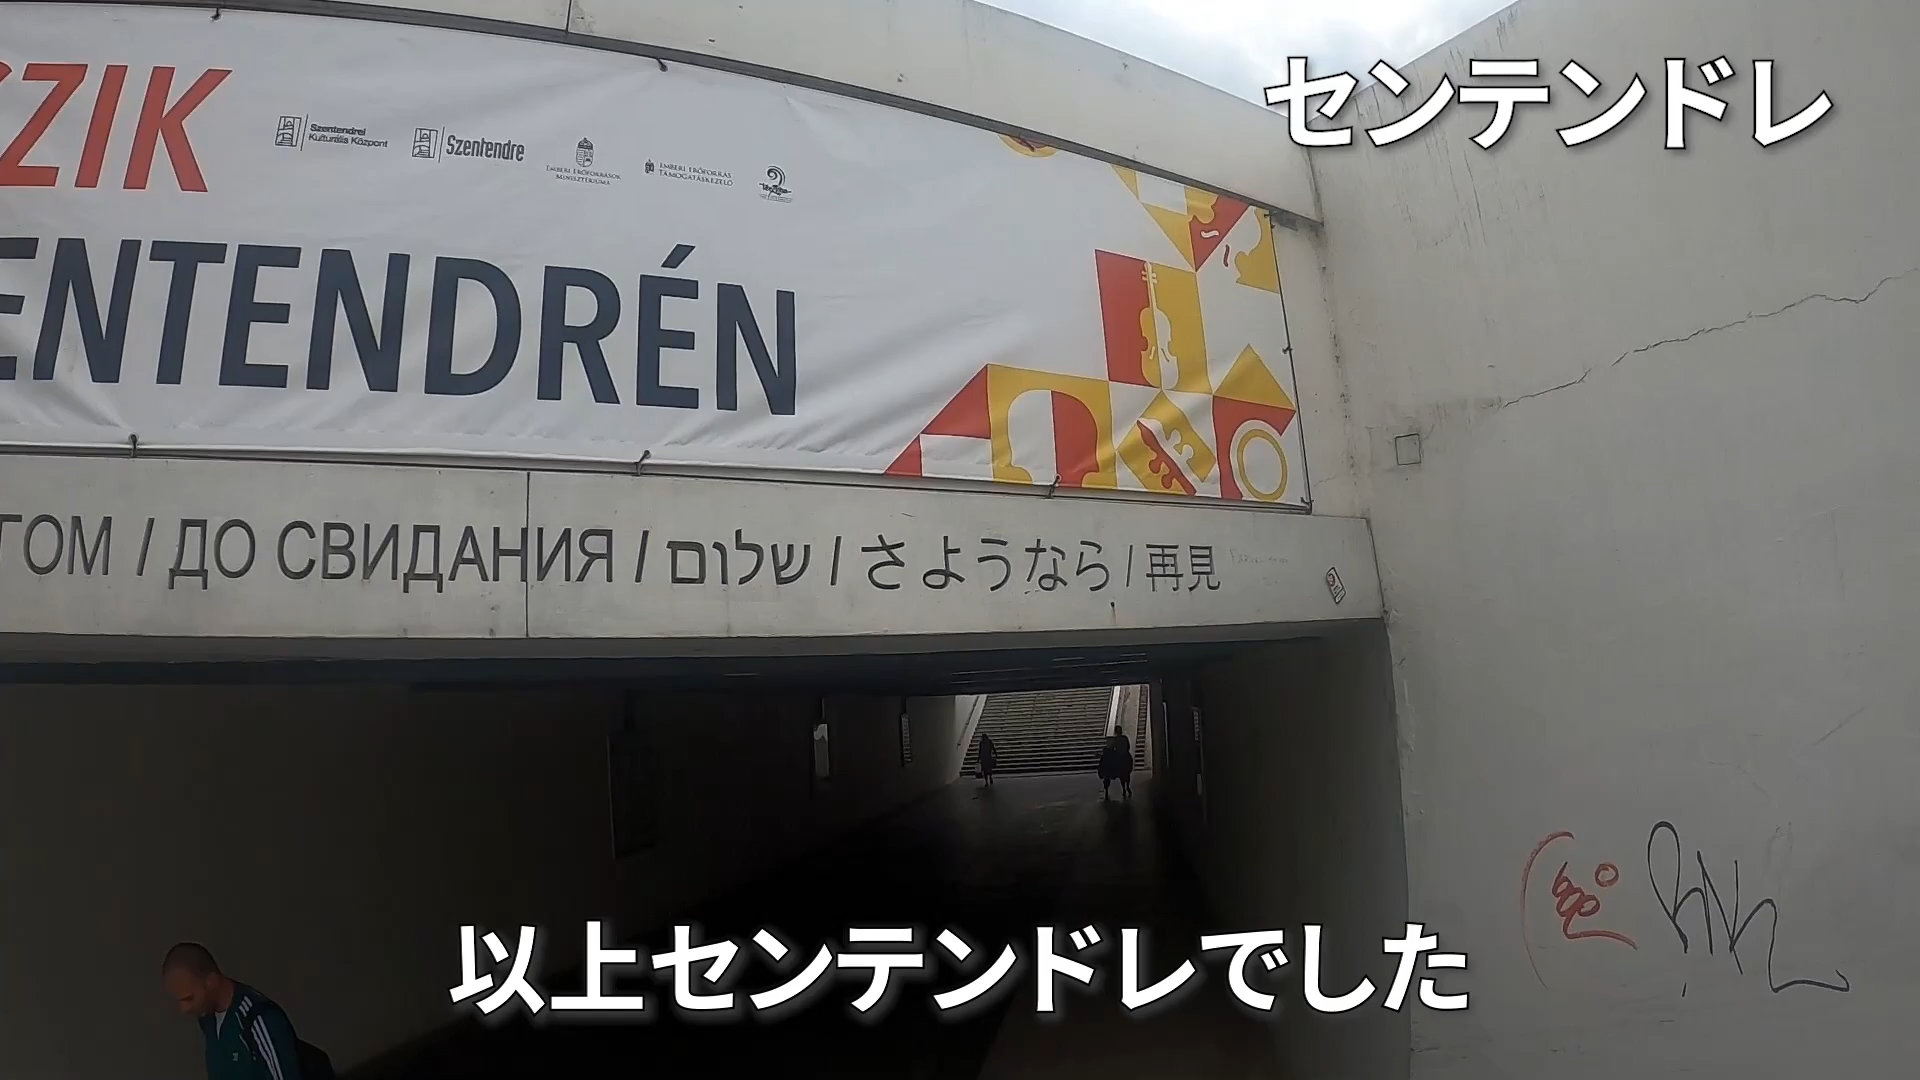 センテンドレ
ZIK
Szentendrei
Kulturális Központ
Szentendre
EMBERI ERŐFORRÁSOK
MINISZTÉRIUMA
EMBERI ERŐFORRÁS
TÁMOGATÁSKEZELŐ
ENTENDRÉN
ТОМ / ДО СВИДАНИЯ / שלום / さようなら / 再見
以上センテンドレでした